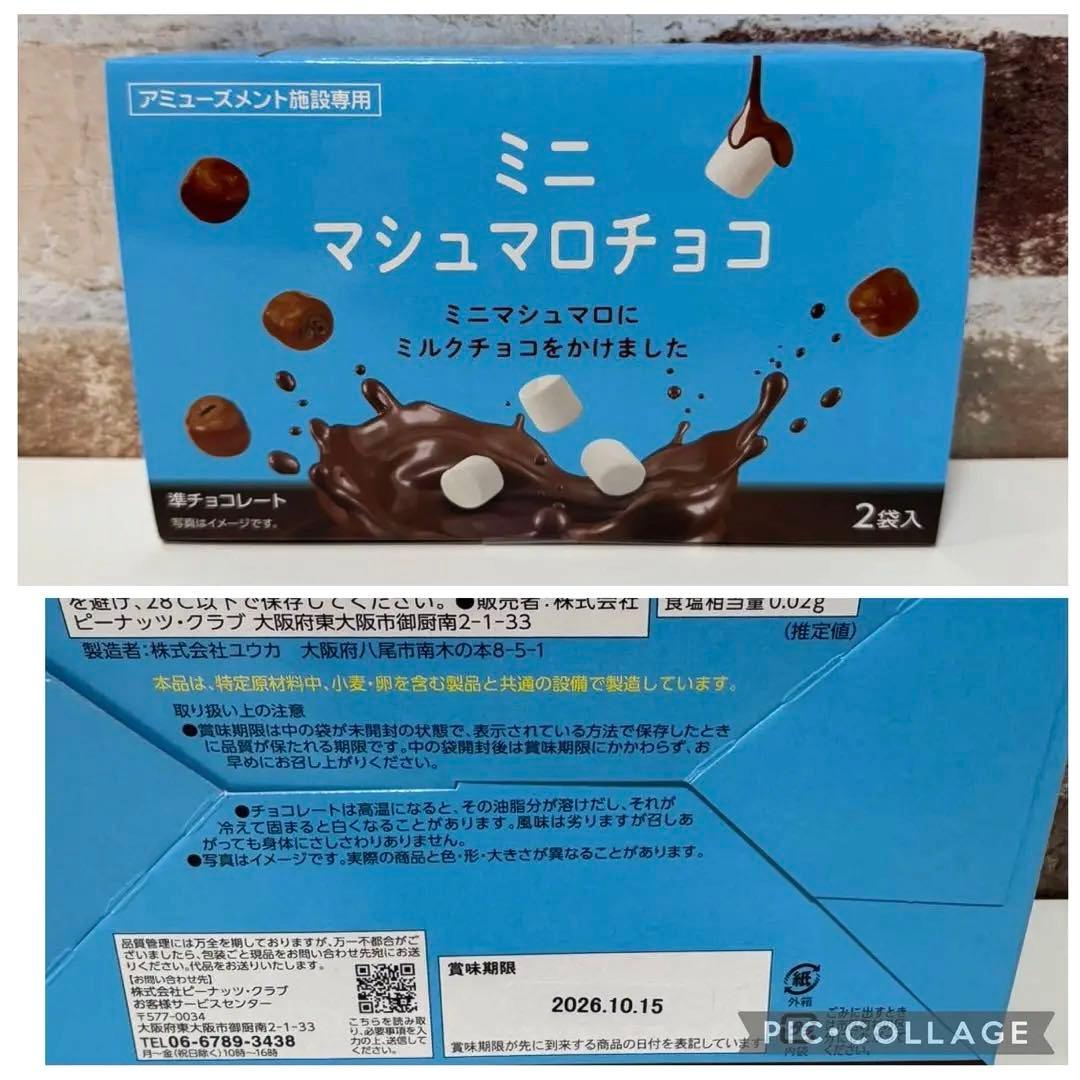 アミューズメント施設専用
ミニ
マシュマロチョコ
ミニマシュマロに
ミルクチョコをかけました
準チョコレート
写真はイメージです。
2袋入
を避け、28℃以下で保存してください。●販売者:株式会社
ピーナッツ・クラブ 大阪府東大阪市御厨南2-1-33
食塩相当量0.02g
(推定値)
製造者:株式会社ユウカ 大阪府八尾市南木の本8-5-1
本品は、特定原材料中、小麦・卵を含む製品と共通の設備で製造しています。
取り扱い上の注意
●賞味期限は中の袋が未開封の状態で、表示されている方法で保存したとき
に品質が保たれる期限です。中の袋開封後は賞味期限にかかわらず、お
早めにお召し上がりください。
●チョコレートは高温になると、その油脂分が溶けだし、それが
冷えて固まると白くなることがあります。風味は劣りますが召しあ
がっても身体にさしさわりありません。
●写真はイメージです。実際の商品と色・形・大きさが異なることがあります。
品質管理には万全を期しておりますが、万一不都合がご
ざいましたら、包装ごと現品をお問い合わせ先宛にお送
りください。代品をお送りいたします。
【お問い合わせ先】
株式会社ピーナッツ・クラブ
お客様サービスセンター
〒577-0034
大阪府東大阪市御厨南2-1-33
TEL06-6789-3438
月〜金(祝日除く)10時〜16時
こちらを読み取
り、必要事項を入
力の上、送信して
ください。
賞味期限
2026.10.15
賞味期限が先に到来する商品の日付を表記しています
紙
外箱
内袋
ごみに出すとき
ください。
PIC・COLLAGE